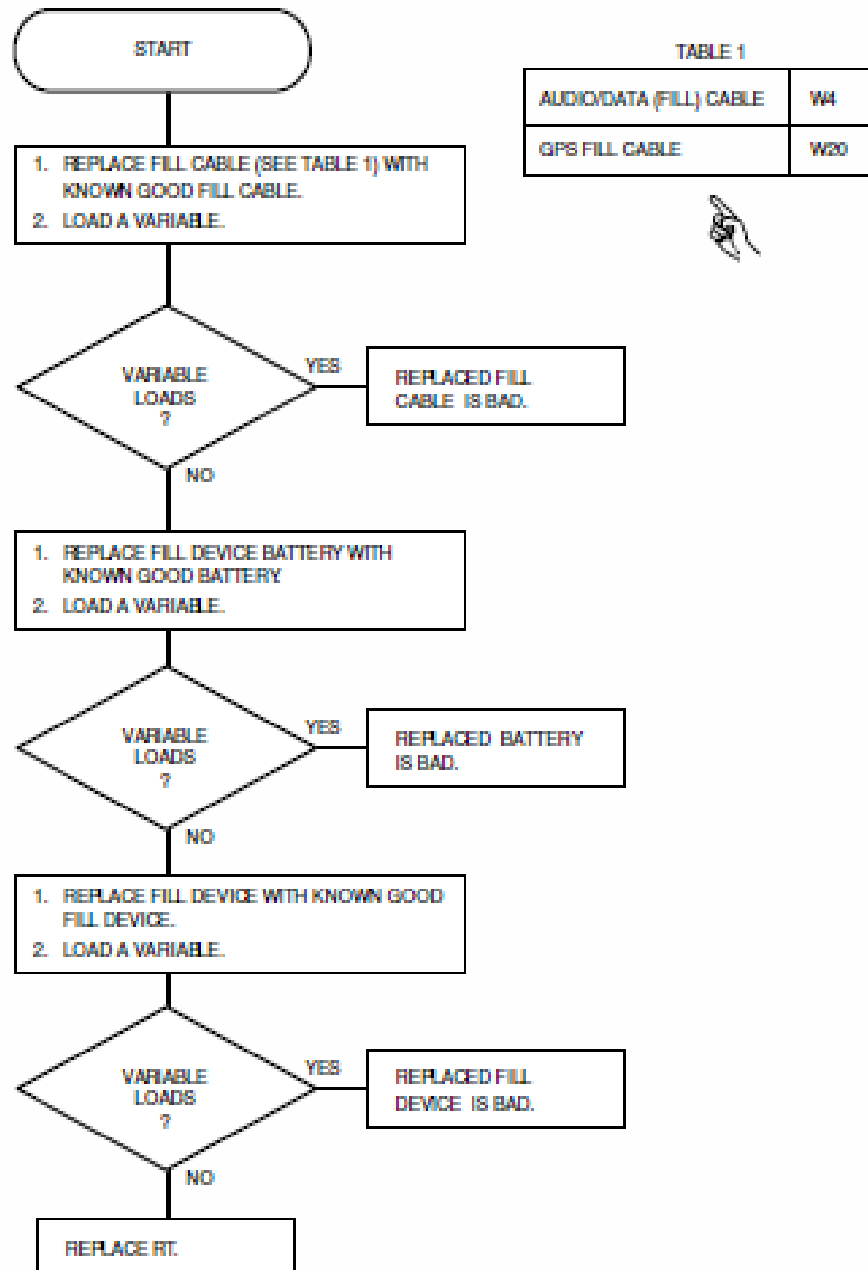 START
TABLE 1
AUDIO/DATA (FILL) CABLE W4
GPS FILL CABLE W20
1. REPLACE FILL CABLE (SEE TABLE 1) WITH
KNOWN GOOD FILL CABLE.
2. LOAD A VARIABLE.
VARIABLE
LOADS
?
YES
REPLACED FILL
CABLE IS BAD.
NO
1. REPLACE FILL DEVICE BATTERY WITH
KNOWN GOOD BATTERY.
2. LOAD A VARIABLE.
VARIABLE
LOADS
?
YES
REPLACED BATTERY
IS BAD.
NO
1. REPLACE FILL DEVICE WITH KNOWN GOOD
FILL DEVICE.
2. LOAD A VARIABLE.
VARIABLE
LOADS
?
YES
REPLACED FILL
DEVICE IS BAD.
NO
REPLACE RT.